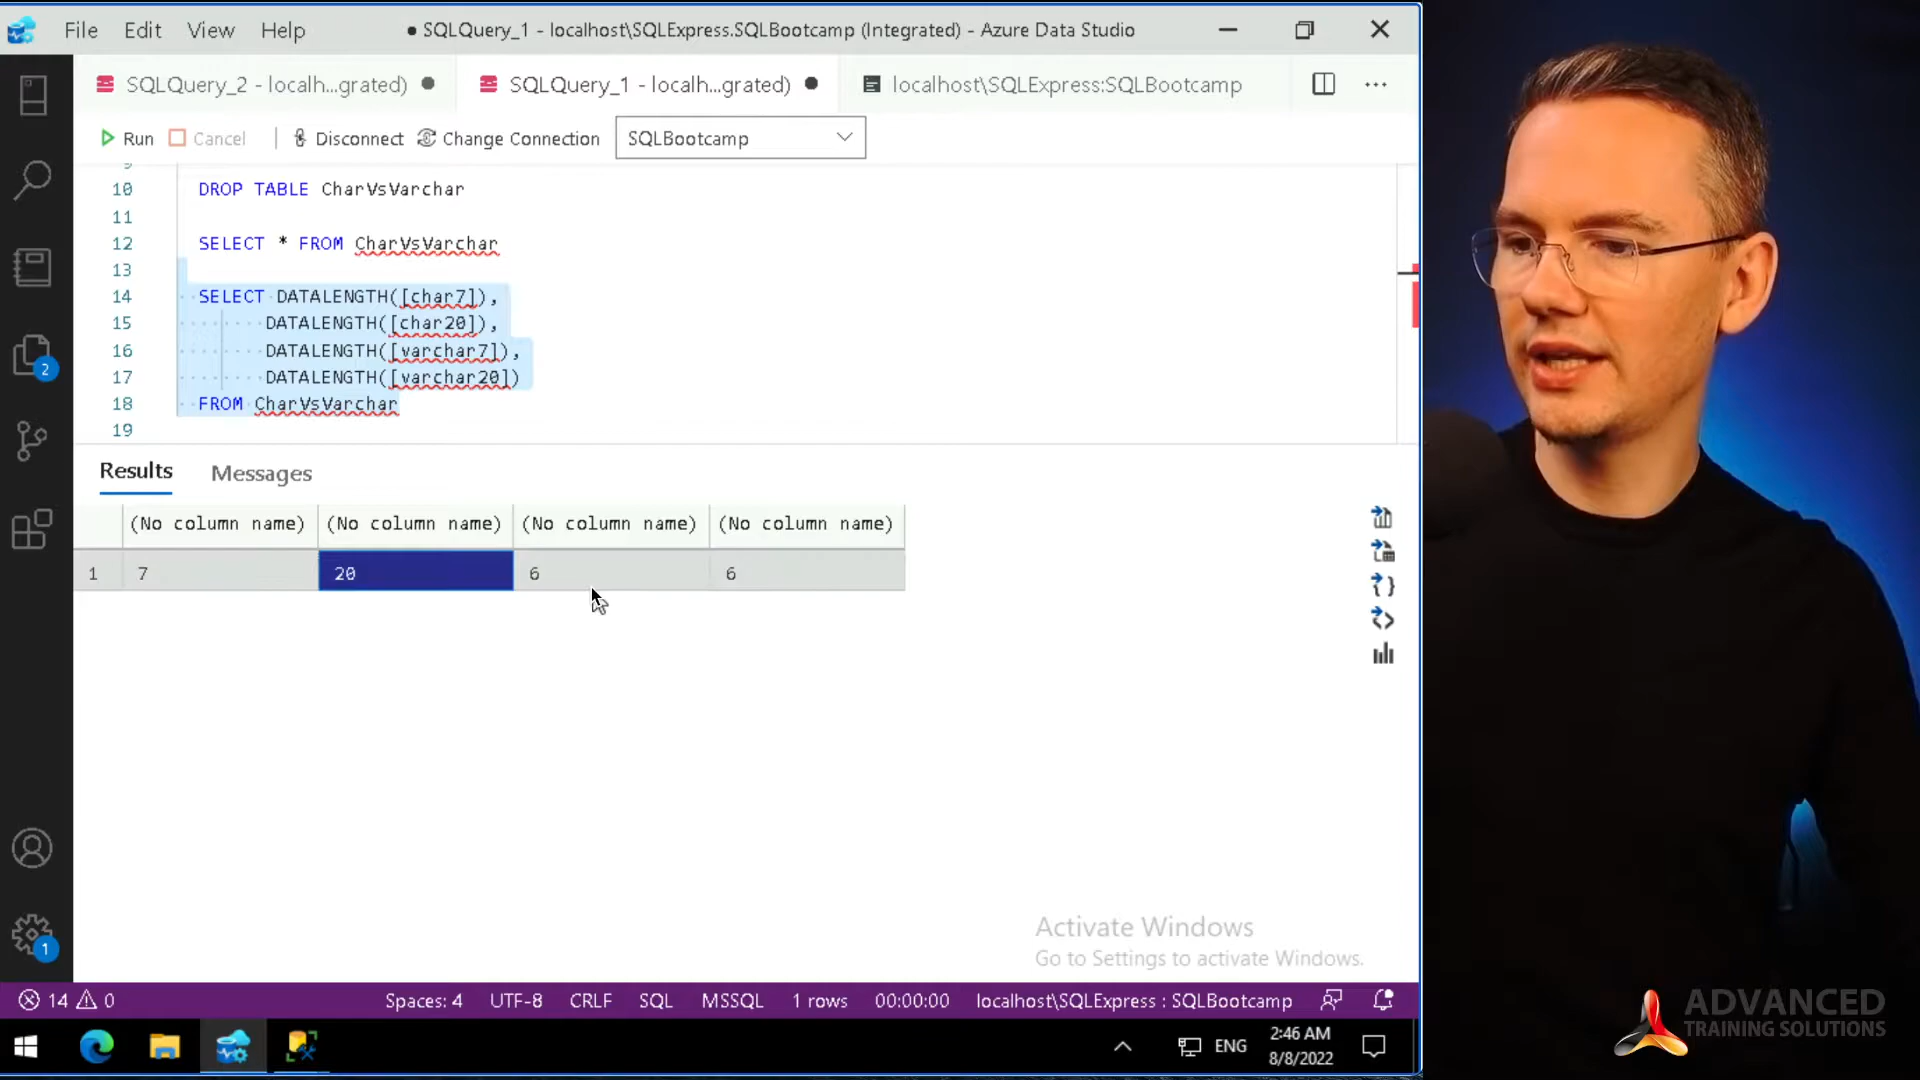 File Edit View Help
● SQLQuery_1 - localhost\SQLExpress.SQLBootcamp (Integrated) - Azure Data Studio
SQLQuery_2 - localh...grated)
SQLQuery_1 - localh...grated)
localhost\SQLExpress:SQLBootcamp
Run Cancel Disconnect Change Connection SQLBootcamp
9
10 DROP TABLE CharVsVarchar
11
12 SELECT * FROM CharVsVarchar
13
14 SELECT DATALENGTH([char7]),
15 DATALENGTH([char20]),
16 DATALENGTH([varchar7]),
17 DATALENGTH([varchar20])
18 FROM CharVsVarchar
19
2
1
Results Messages
(No column name) (No column name) (No column name) (No column name)
1 7 20 6 6
Activate Windows
Go to Settings to activate Windows.
14 0 Spaces: 4 UTF-8 CRLF SQL MSSQL 1 rows 00:00:00 localhost\SQLExpress : SQLBootcamp
ENG
2:46 AM
8/8/2022
ADVANCED
TRAINING SOLUTIONS